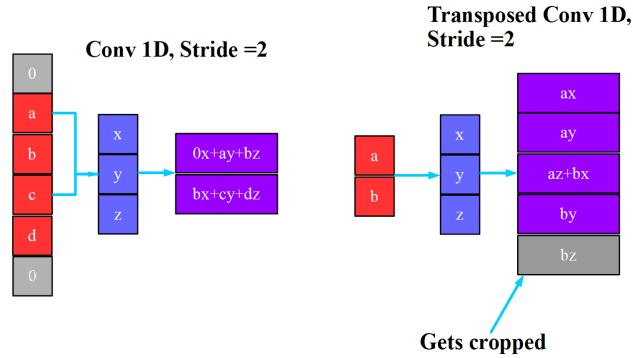 Conv 1D, Stride =2
0
a
b
c
d
0
x
y
z
0x+ay+bz
bx+cy+dz
Transposed Conv 1D,
Stride =2
a
b
x
y
z
ax
ay
az+bx
by
bz
Gets cropped